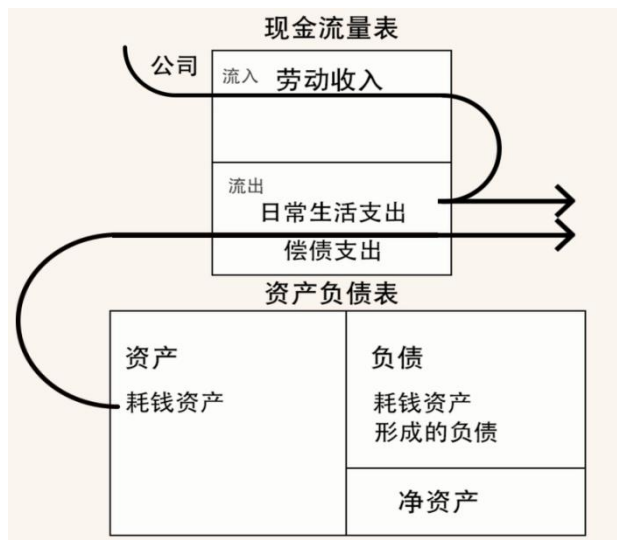 现金流量表
公司
流入 劳动收入
流出
日常生活支出
偿债支出
资产负债表
资产
耗钱资产
负债
耗钱资产
形成的负债
净资产